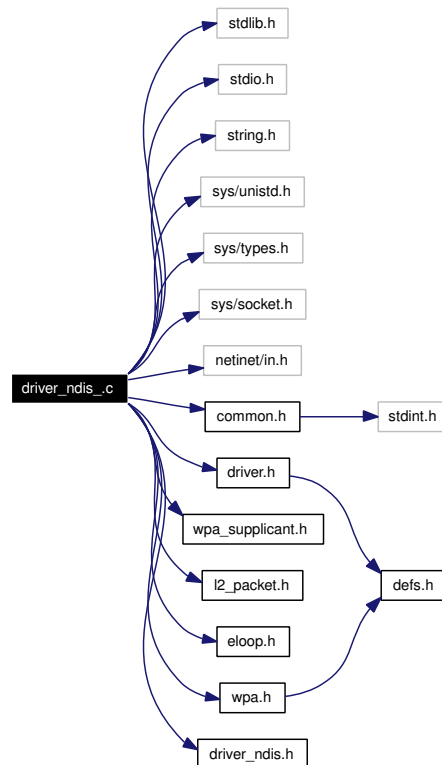 stdlib.h
stdio.h
string.h
sys/unistd.h
sys/types.h
sys/socket.h
netinet/in.h
driver_ndis_.c
common.h
stdint.h
driver.h
wpa_supplicant.h
l2_packet.h
defs.h
eloop.h
wpa.h
driver_ndis.h